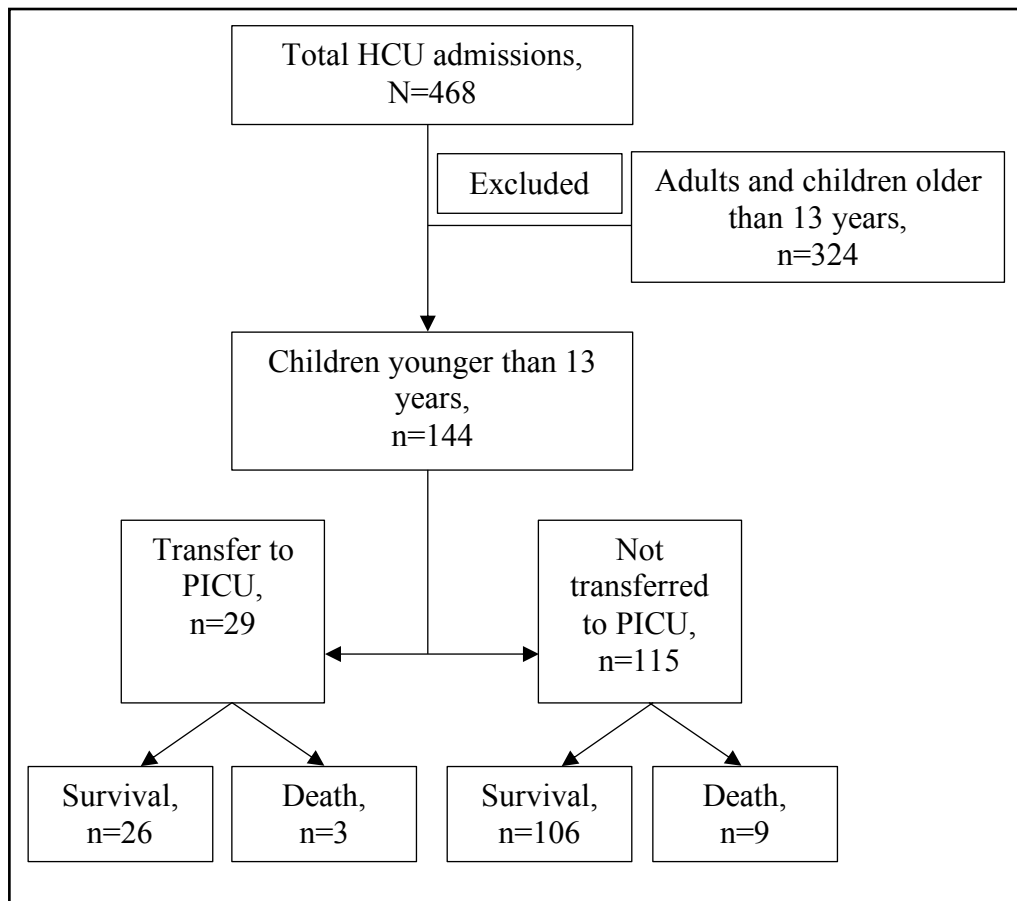 Total HCU admissions,
N=468
Excluded
Adults and children older
than 13 years,
n=324
Children younger than 13
years,
n=144
Transfer to
PICU,
n=29
Not
transferred
to PICU,
n=115
Survival,
n=26
Death,
n=3
Survival,
n=106
Death,
n=9